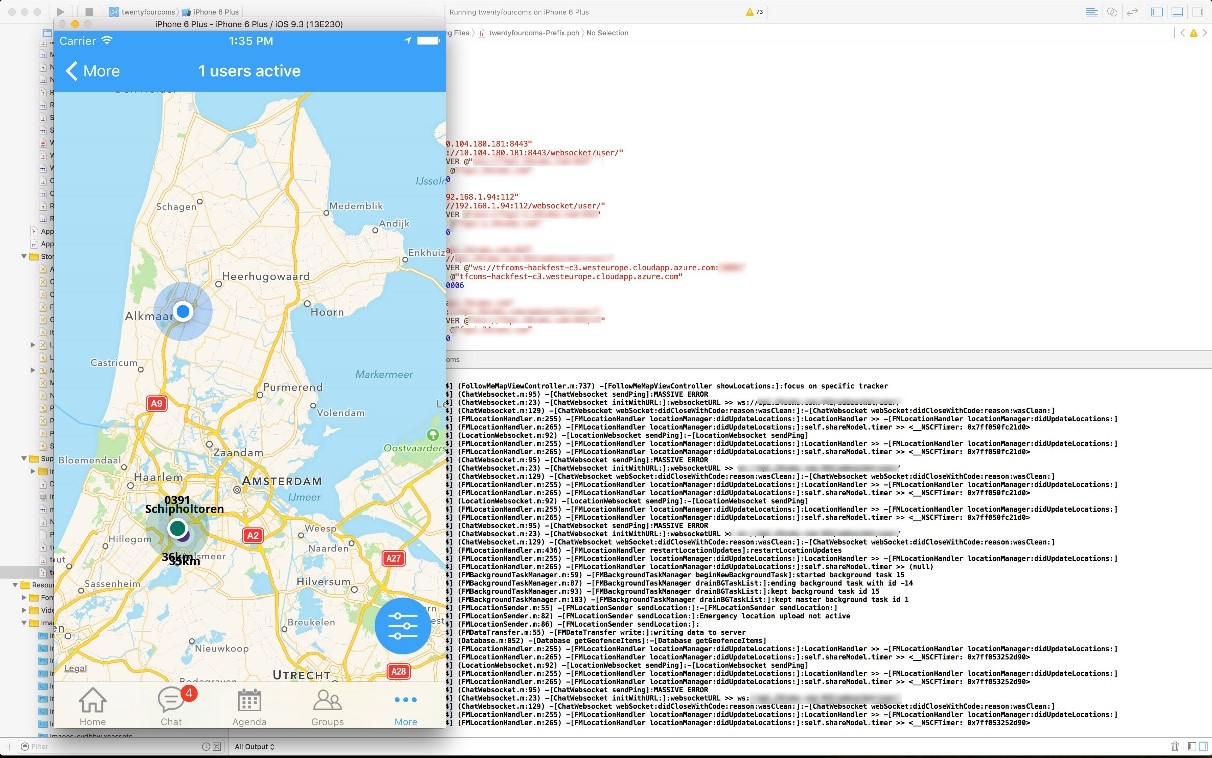 twentyfourcoms
iPhone 6 Plus
Running twentyfourcoms on iPhone 6 Plus
73
iPhone 6 Plus - iPhone 6 Plus / iOS 9.3 (13E230)
twentyfourcoms-Prefix.pch
No Selection
Carrier
1:35 PM
More
1 users active
Schagen
Medemblik
Andijk
Enkhuiz
Heerhugowaard
Alkmaa
Hoorn
Castricum
Markermeer
Purmerend
A9
Volendam
Oostvaarders
Bloemendaal
Zaandam
Haarlem
AMSTERDAM
IJmeer
0391
Schipholtoren
A2
Weesp
Hillegom
Naarden
A27
36km
35km
Sassenheim
Hilversum
Breukelen
Nieuwkoop
Legal
UTRECHT
A28
Home
4
Chat
Agenda
Groups
More
0.104.180.181:8443"
://10.104.180.181:8443/websocket/user/"
VER @"
92.168.1.94:112"
//192.168.1.94:112/websocket/user/"
VER
VER @"ws://tfcoms-hackfest-c3.westeurope.cloudapp.azure.com:
@"tfcoms-hackfest-c3.westeurope.cloudapp.azure.com"
0006
VER @"
oms
(FollowMeMapViewController.m:737) -[FollowMeMapViewController showLocations:]:focus on specific tracker
(ChatWebsocket.m:95) -[ChatWebsocket sendPing]:MASSIVE ERROR
(ChatWebsocket.m:23) -[ChatWebsocket initWithURL:]:websocketURL >> ws://
(ChatWebsocket.m:129) -[ChatWebsocket webSocket:didCloseWithCode:reason:wasClean:]:-[ChatWebsocket webSocket:didCloseWithCode:reason:wasClean:]
(FMLocationHandler.m:255) -[FMLocationHandler locationManager:didUpdateLocations:]:LocationHandler >> -[FMLocationHandler locationManager:didUpdateLocations:]
(FMLocationHandler.m:265) -[FMLocationHandler locationManager:didUpdateLocations:]:self.shareModel.timer >> <__NSCFTimer: 0x7ff050fc21d0>
(LocationWebsocket.m:92) -[LocationWebsocket sendPing]:-[LocationWebsocket sendPing]
(FMLocationHandler.m:255) -[FMLocationHandler locationManager:didUpdateLocations:]:LocationHandler >> -[FMLocationHandler locationManager:didUpdateLocations:]
(FMLocationHandler.m:265) -[FMLocationHandler locationManager:didUpdateLocations:]:self.shareModel.timer >> <__NSCFTimer: 0x7ff050fc21d0>
(ChatWebsocket.m:95) -[ChatWebsocket sendPing]:MASSIVE ERROR
(ChatWebsocket.m:23) -[ChatWebsocket initWithURL:]:websocketURL >>
(ChatWebsocket.m:129) -[ChatWebsocket webSocket:didCloseWithCode:reason:wasClean:]:-[ChatWebsocket webSocket:didCloseWithCode:reason:wasClean:]
(FMLocationHandler.m:255) -[FMLocationHandler locationManager:didUpdateLocations:]:LocationHandler >> -[FMLocationHandler locationManager:didUpdateLocations:]
(FMLocationHandler.m:265) -[FMLocationHandler locationManager:didUpdateLocations:]:self.shareModel.timer >> <__NSCFTimer: 0x7ff050fc21d0>
(LocationWebsocket.m:92) -[LocationWebsocket sendPing]:-[LocationWebsocket sendPing]
(FMLocationHandler.m:255) -[FMLocationHandler locationManager:didUpdateLocations:]:LocationHandler >> -[FMLocationHandler locationManager:didUpdateLocations:]
(FMLocationHandler.m:265) -[FMLocationHandler locationManager:didUpdateLocations:]:self.shareModel.timer >> <__NSCFTimer: 0x7ff050fc21d0>
(ChatWebsocket.m:95) -[ChatWebsocket sendPing]:MASSIVE ERROR
(ChatWebsocket.m:23) -[ChatWebsocket initWithURL:]:websocketURL >
(ChatWebsocket.m:129) -[ChatWebsocket webSocket:didCloseWithCode:reason:wasClean:]:-[ChatWebsocket webSocket:didCloseWithCode:reason:wasClean:]
(FMLocationHandler.m:436) -[FMLocationHandler restartLocationUpdates]:restartLocationUpdates
(FMLocationHandler.m:255) -[FMLocationHandler locationManager:didUpdateLocations:]:LocationHandler >> -[FMLocationHandler locationManager:didUpdateLocations:]
(FMLocationHandler.m:265) -[FMLocationHandler locationManager:didUpdateLocations:]:self.shareModel.timer >> (null)
(FMBackgroundTaskManager.m:59) -[FMBackgroundTaskManager beginNewBackgroundTask]:started background task 15
(FMBackgroundTaskManager.m:87) -[FMBackgroundTaskManager drainBGTaskList:]:ending background task with id -14
(FMBackgroundTaskManager.m:93) -[FMBackgroundTaskManager drainBGTaskList:]:kept background task id 15
(FMBackgroundTaskManager.m:103) -[FMBackgroundTaskManager drainBGTaskList:]:kept master background task id 1
(FMLocationSender.m:55) -[FMLocationSender sendLocation:]:-[FMLocationSender sendLocation:]
(FMLocationSender.m:82) -[FMLocationSender sendLocation:]:Emergency location upload not active
(FMLocationSender.m:86) -[FMLocationSender sendLocation:]:
(FMDataTransfer.m:55) -[FMDataTransfer write:]:writing data to server
(Database.m:852) -[Database getGeofenceItems]:-[Database getGeofenceItems]
(FMLocationHandler.m:255) -[FMLocationHandler locationManager:didUpdateLocations:]:LocationHandler >> -[FMLocationHandler locationManager:didUpdateLocations:]
(FMLocationHandler.m:265) -[FMLocationHandler locationManager:didUpdateLocations:]:self.shareModel.timer >> <__NSCFTimer: 0x7ff053252d90>
(LocationWebsocket.m:92) -[LocationWebsocket sendPing]:-[LocationWebsocket sendPing]
(FMLocationHandler.m:255) -[FMLocationHandler locationManager:didUpdateLocations:]:LocationHandler >> -[FMLocationHandler locationManager:didUpdateLocations:]
(FMLocationHandler.m:265) -[FMLocationHandler locationManager:didUpdateLocations:]:self.shareModel.timer >> <__NSCFTimer: 0x7ff053252d90>
(ChatWebsocket.m:95) -[ChatWebsocket sendPing]:MASSIVE ERROR
(ChatWebsocket.m:23) -[ChatWebsocket initWithURL:]:websocketURL >> ws:
(ChatWebsocket.m:129) -[ChatWebsocket webSocket:didCloseWithCode:reason:wasClean:]:-[ChatWebsocket webSocket:didCloseWithCode:reason:wasClean:]
(FMLocationHandler.m:255) -[FMLocationHandler locationManager:didUpdateLocations:]:LocationHandler >> -[FMLocationHandler locationManager:didUpdateLocations:]
(FMLocationHandler.m:265) -[FMLocationHandler locationManager:didUpdateLocations:]:self.shareModel.timer >> <__NSCFTimer: 0x7ff053252d90>
Filter
All Output